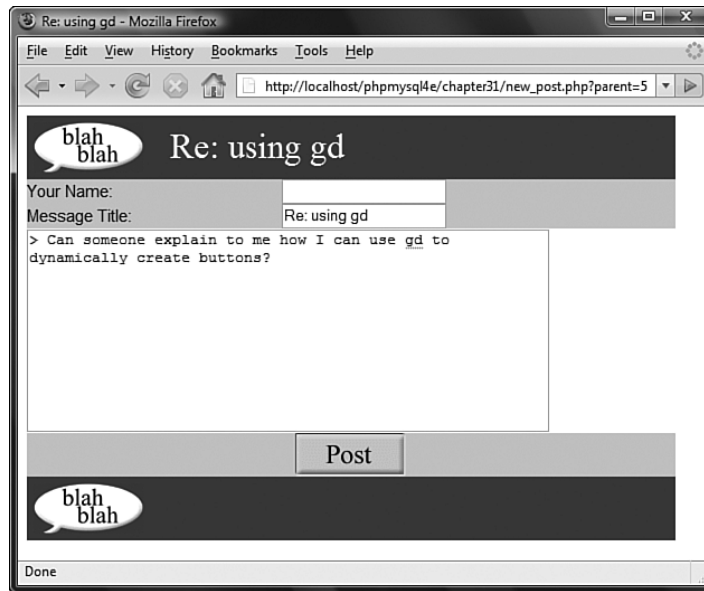 Re: using gd - Mozilla Firefox
File Edit View History Bookmarks Tools Help
http://localhost/phpmysql4e/chapter31/new_post.php?parent=5
blah
blah
Re: using gd
Your Name:
Message Title: Re: using gd
> Can someone explain to me how I can use gd to
dynamically create buttons?
Post
blah
blah
Done